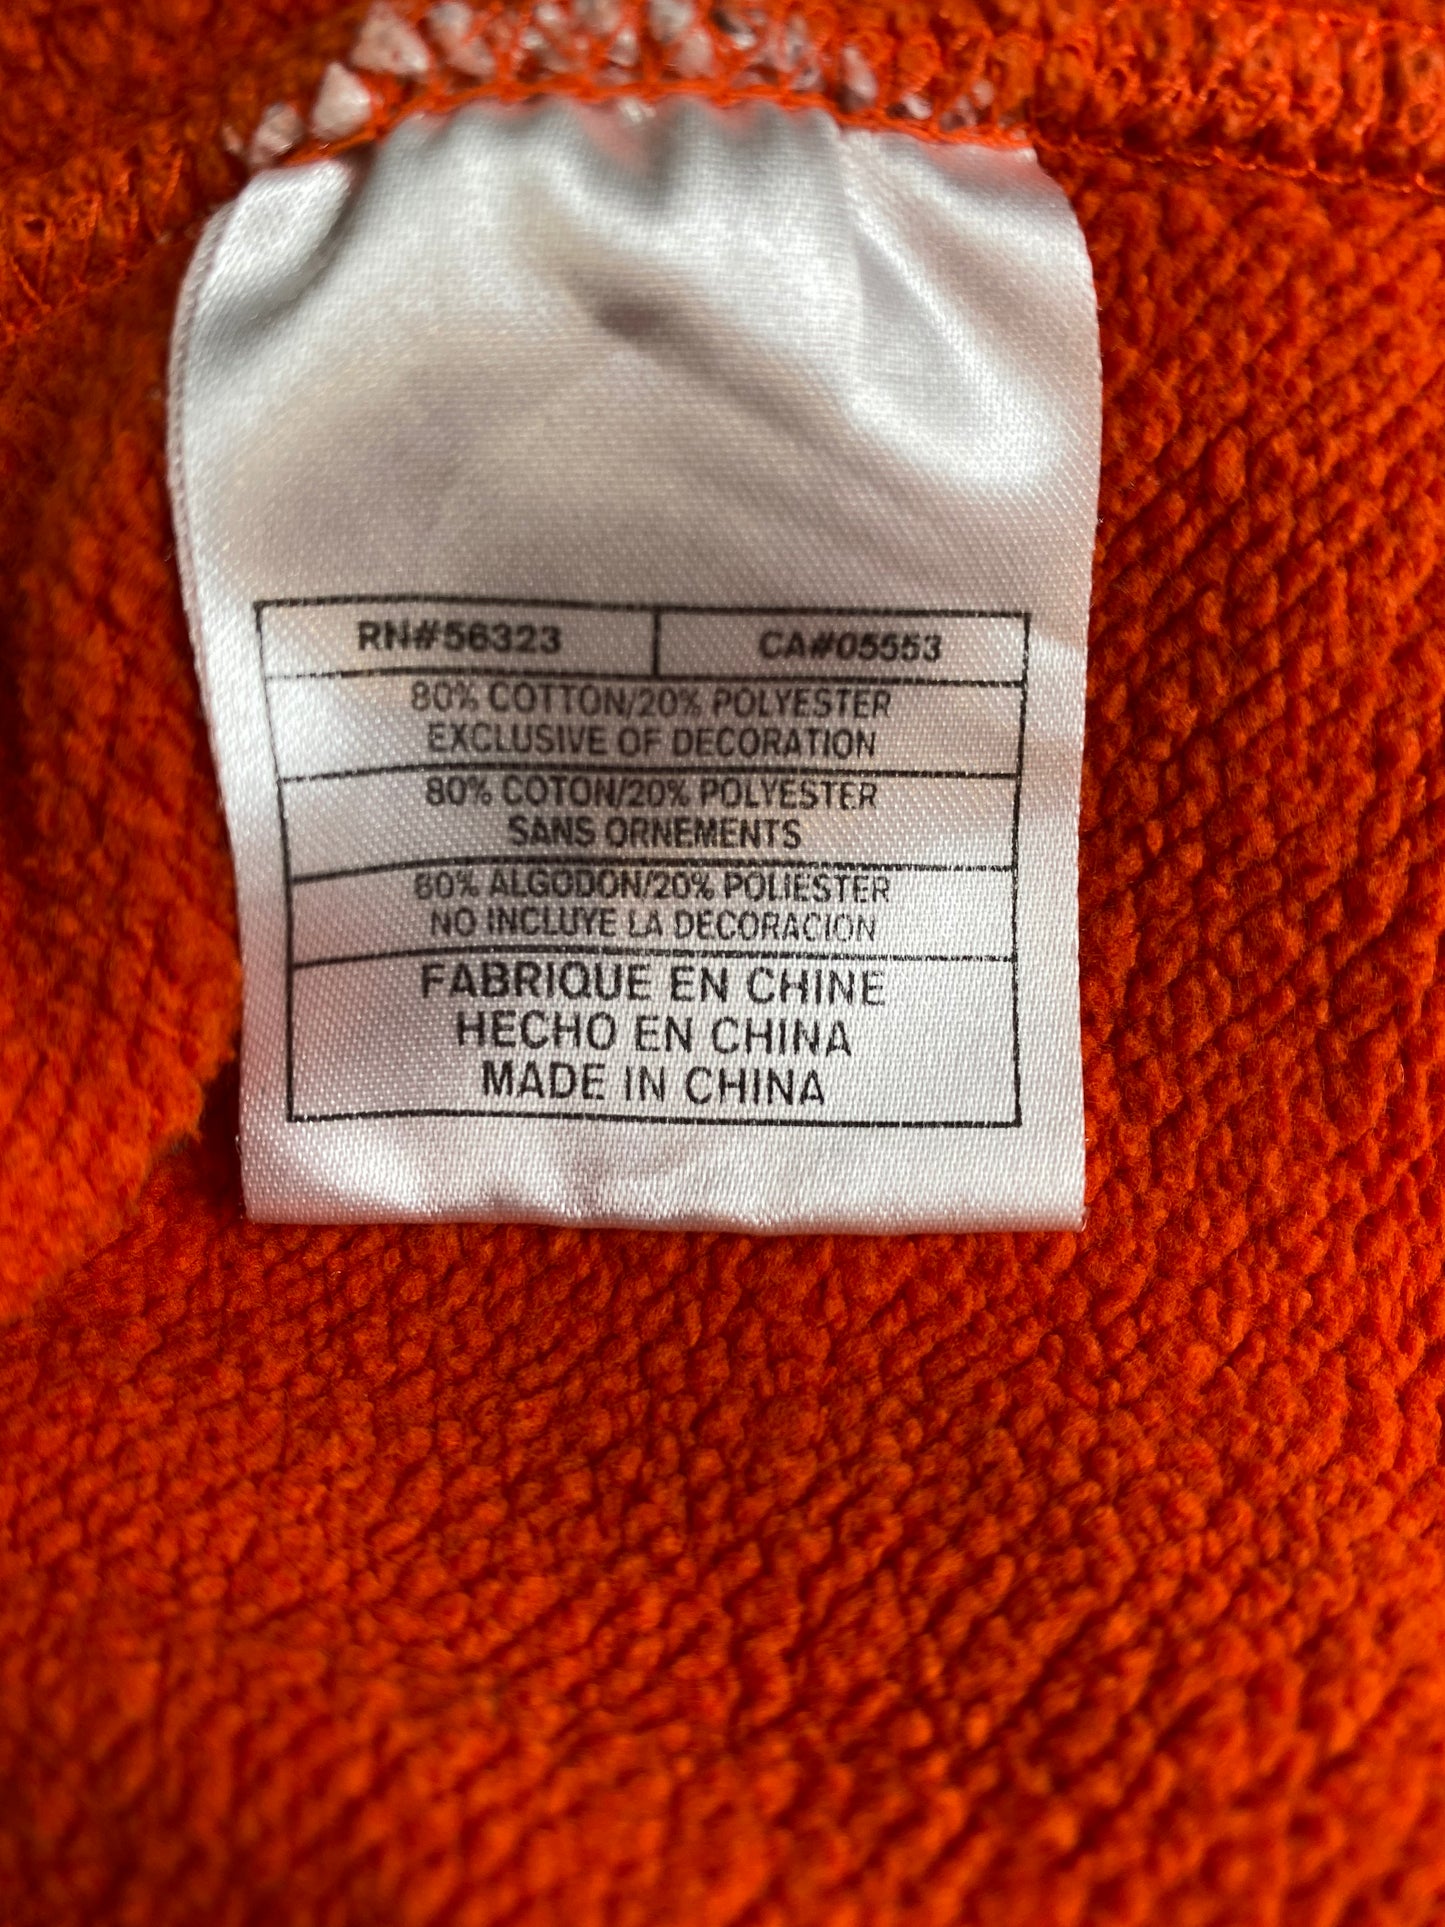 RN#56323 CA#05553
80% COTTON/20% POLYESTER
EXCLUSIVE OF DECORATION
80% COTON/20% POLYESTER
SANS ORNEMENTS
80% ALGODON/20% POLIESTER
NO INCLUYE LA DECORACION
FABRIQUE EN CHINE
HECHO EN CHINA
MADE IN CHINA